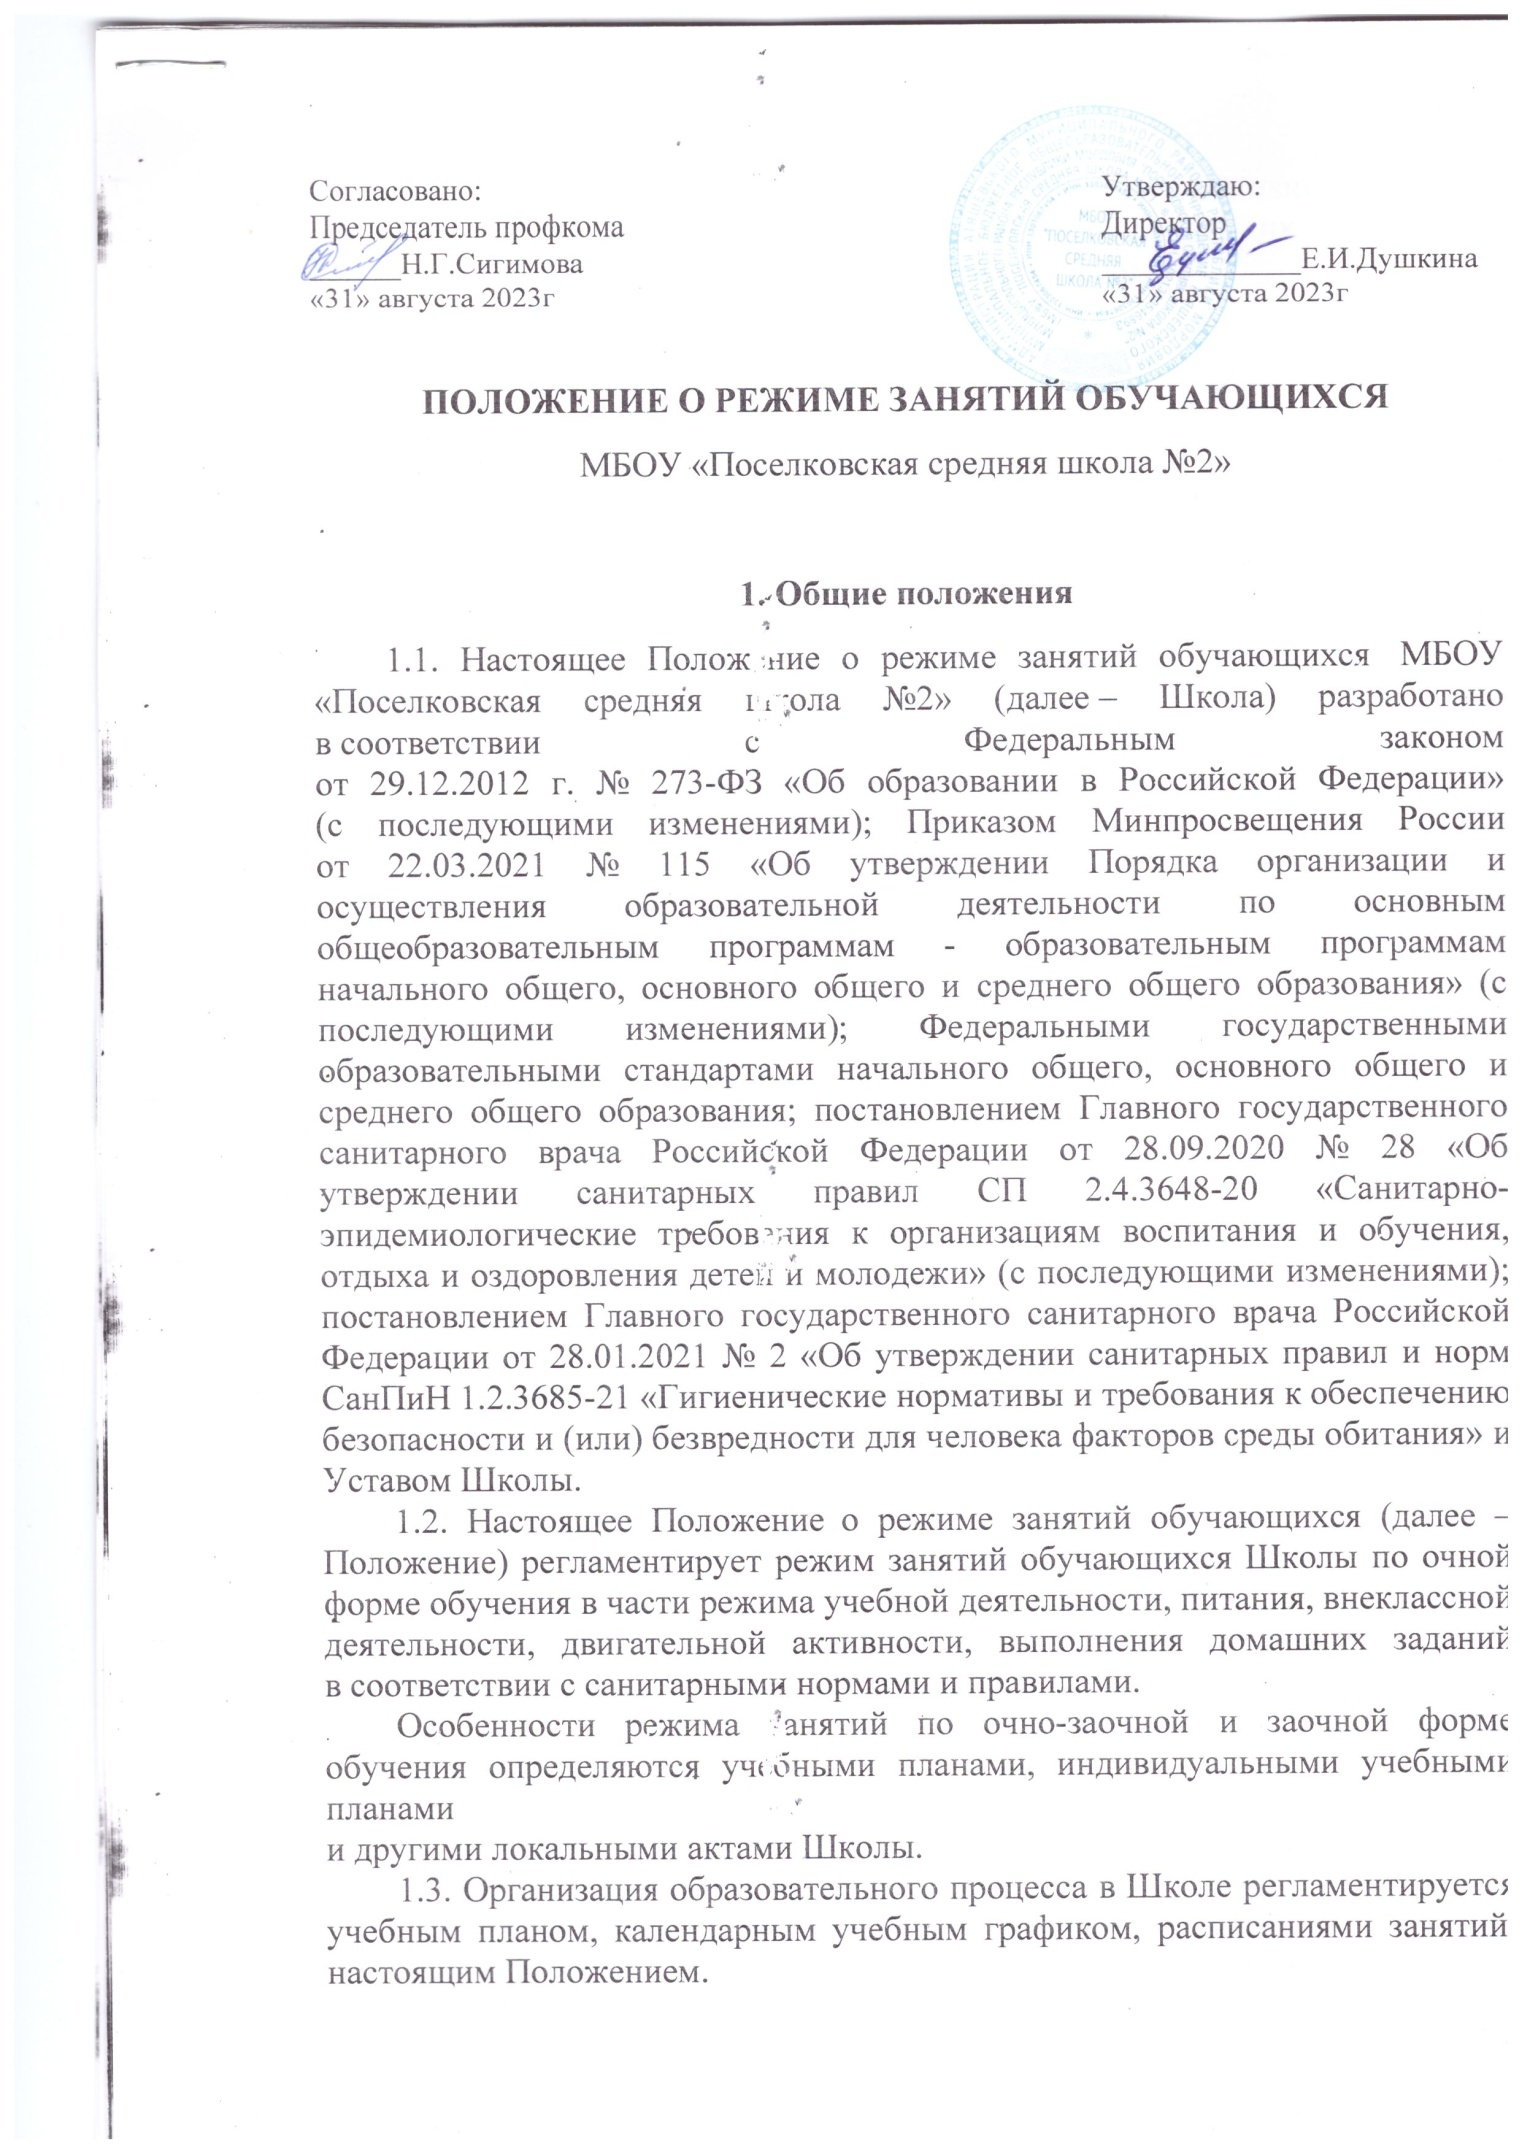 Согласовано:
Председатель профкома
Н.Г.Сигимова
«31» августа 2023г
Утверждаю:
Директор
Е.И.Душкина
«31» августа 2023г
МБОУ
"ПОСЕЛКОВСКАЯ
СРЕДНЯЯ
ШКОЛА №2"
ПОЛОЖЕНИЕ О РЕЖИМЕ ЗАНЯТИЙ ОБУЧАЮЩИХСЯ
МБОУ «Поселковская средняя школа №2»
1. Общие положения
1.1. Настоящее Положение о режиме занятий обучающихся МБОУ
«Поселковская средняя школа №2» (далее – Школа) разработано
в соответствии с Федеральным законом
от 29.12.2012 г. № 273-ФЗ «Об образовании в Российской Федерации»
(с последующими изменениями); Приказом Минпросвещения России
от 22.03.2021 № 115 «Об утверждении Порядка организации и
осуществления образовательной деятельности по основным
общеобразовательным программам - образовательным программам
начального общего, основного общего и среднего общего образования» (с
последующими изменениями); Федеральными государственными
образовательными стандартами начального общего, основного общего и
среднего общего образования; постановлением Главного государственного
санитарного врача Российской Федерации от 28.09.2020 № 28 «Об
утверждении санитарных правил СП 2.4.3648-20 «Санитарно-
эпидемиологические требования к организациям воспитания и обучения,
отдыха и оздоровления детей и молодежи» (с последующими изменениями);
постановлением Главного государственного санитарного врача Российской
Федерации от 28.01.2021 № 2 «Об утверждении санитарных правил и норм
СанПиН 1.2.3685-21 «Гигиенические нормативы и требования к обеспечению
безопасности и (или) безвредности для человека факторов среды обитания» и
Уставом Школы.
1.2. Настоящее Положение о режиме занятий обучающихся (далее –
Положение) регламентирует режим занятий обучающихся Школы по очной
форме обучения в части режима учебной деятельности, питания, внеклассной
деятельности, двигательной активности, выполнения домашних заданий
в соответствии с санитарными нормами и правилами.
Особенности режима занятий по очно-заочной и заочной форме
обучения определяются учебными планами, индивидуальными учебными
планами
и другими локальными актами Школы.
1.3. Организация образовательного процесса в Школе регламентируется
учебным планом, календарным учебным графиком, расписаниями занятий
настоящим Положением.